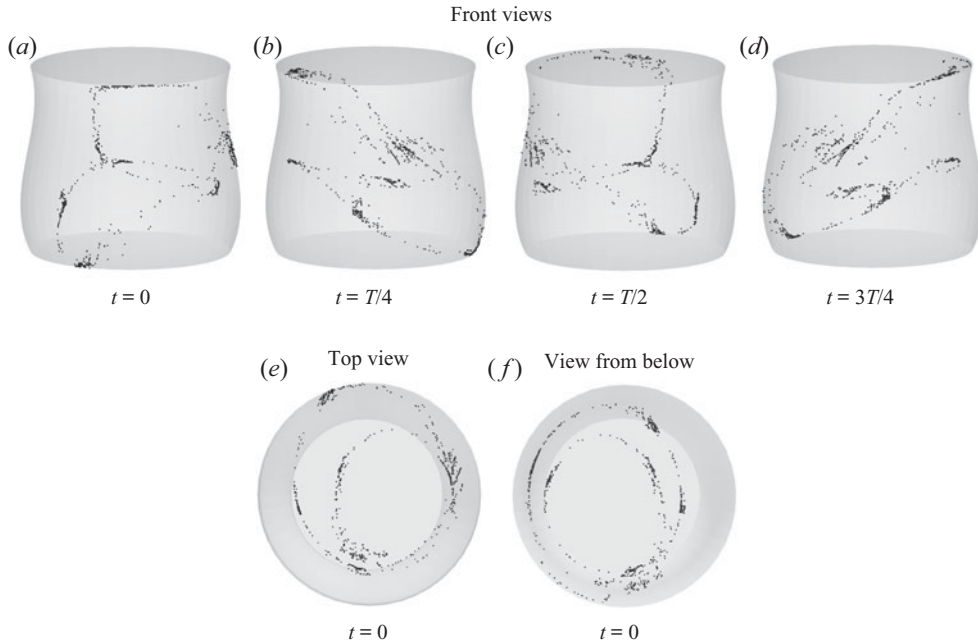 Front views
(a) (b) (c) (d)
t = 0 t = T/4 t = T/2 t = 3T/4
Top view View from below
(e) (f)
t = 0 t = 0